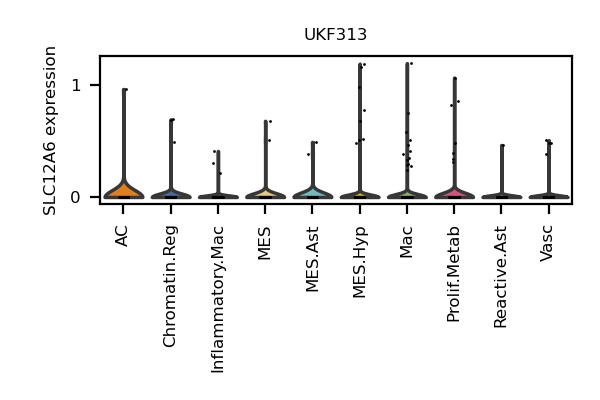 UKF313
SLC12A6 expression
1
0
AC
Chromatin.Reg
Inflammatory.Mac
MES
MES.Ast
MES.Hyp
Mac
Prolif.Metab
Reactive.Ast
Vasc